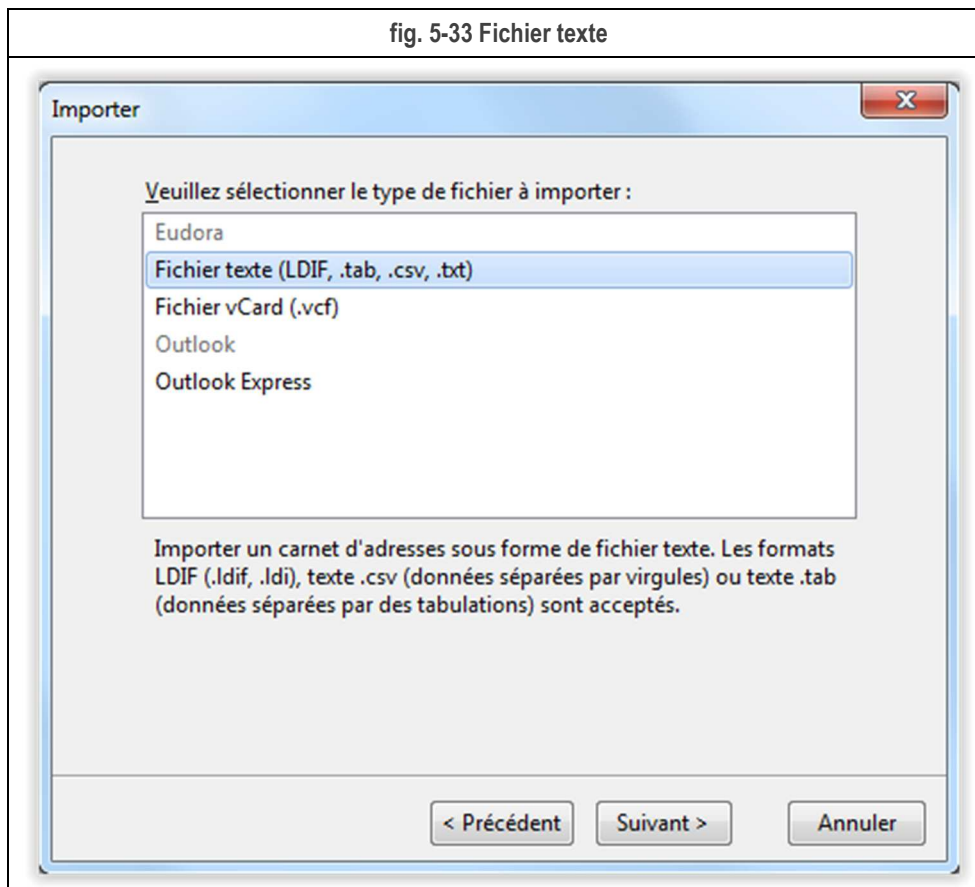 fig. 5-33 Fichier texte
Importer
Veuillez sélectionner le type de fichier à importer :
Eudora
Fichier texte (LDIF, .tab, .csv, .txt)
Fichier vCard (.vcf)
Outlook
Outlook Express
Importer un carnet d'adresses sous forme de fichier texte. Les formats
LDIF (.ldif, .ldi), texte .csv (données séparées par virgules) ou texte .tab
(données séparées par des tabulations) sont acceptés.
< Précédent
Suivant >
Annuler